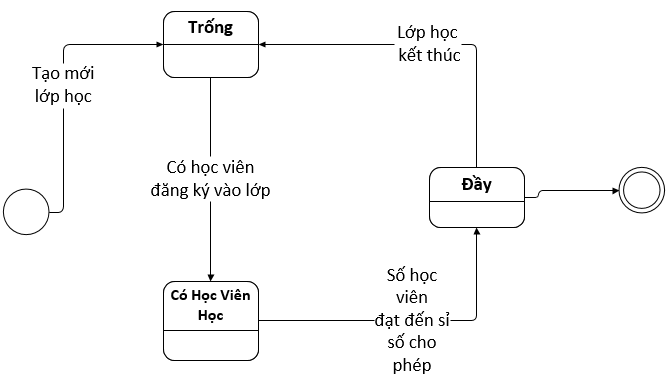 Trống
Lớp học
kết thúc
Tạo mới
lớp học
Có học viên
đăng ký vào lớp
Đầy
Có Học Viên
Học
Số học
viên
đạt đến sỉ
số cho
phép